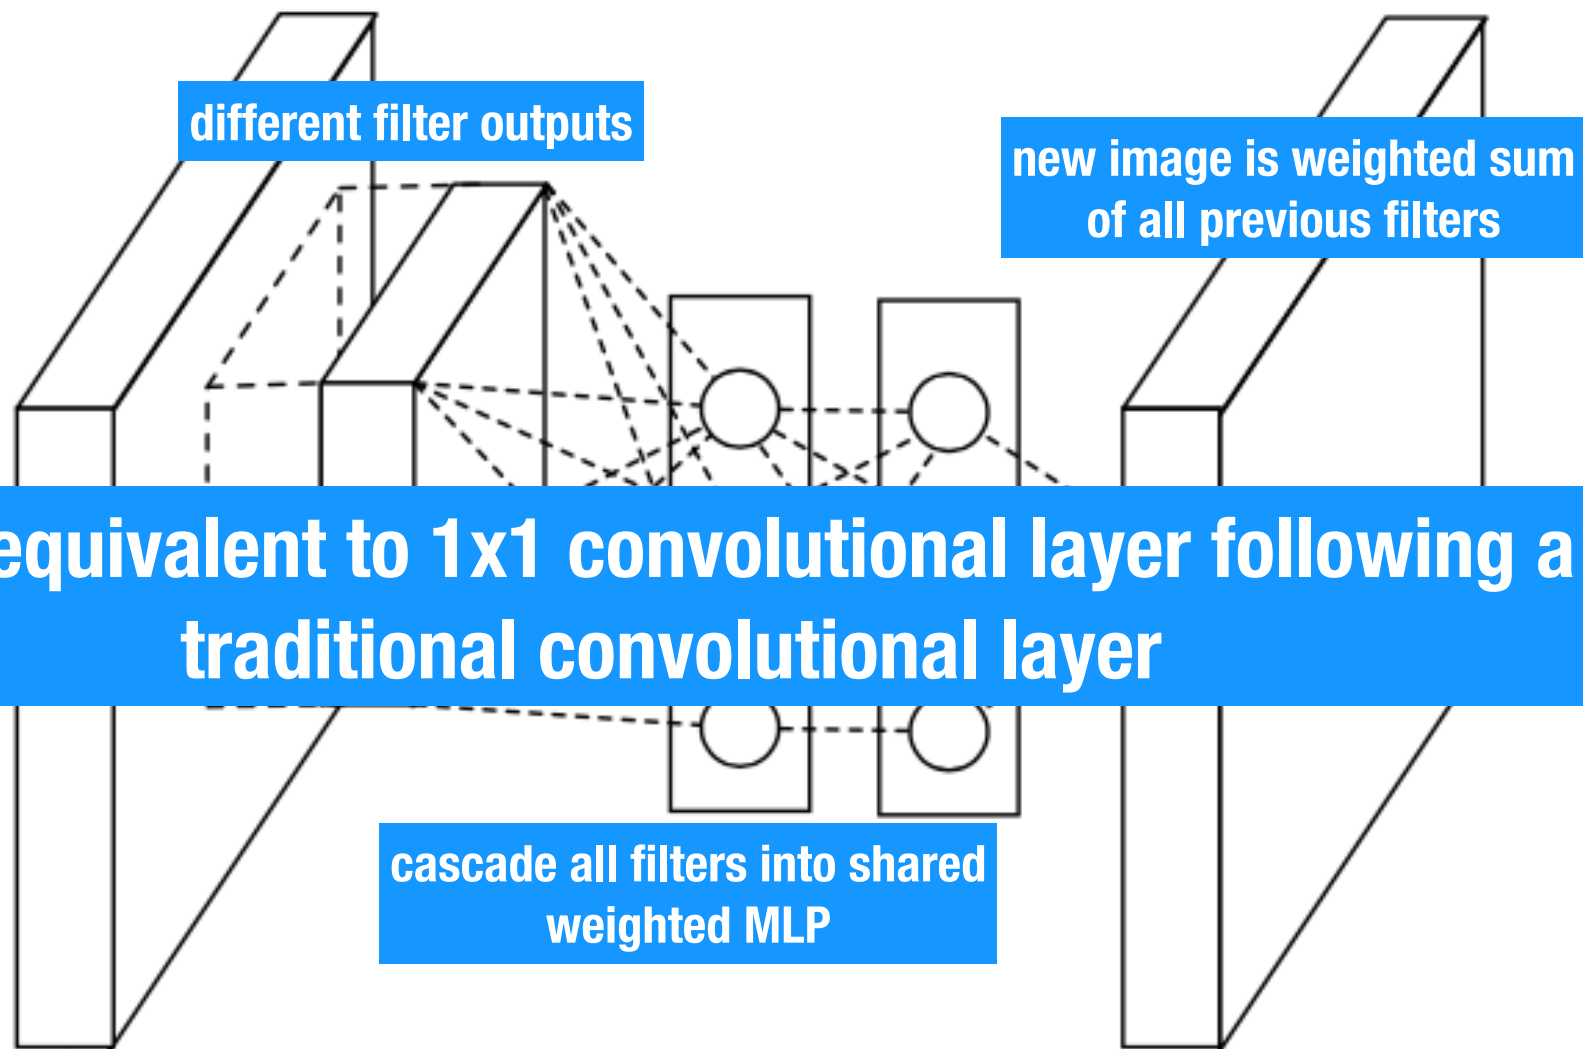 different filter outputs
new image is weighted sum
of all previous filters
equivalent to 1x1 convolutional layer following a
traditional convolutional layer
cascade all filters into shared
weighted MLP